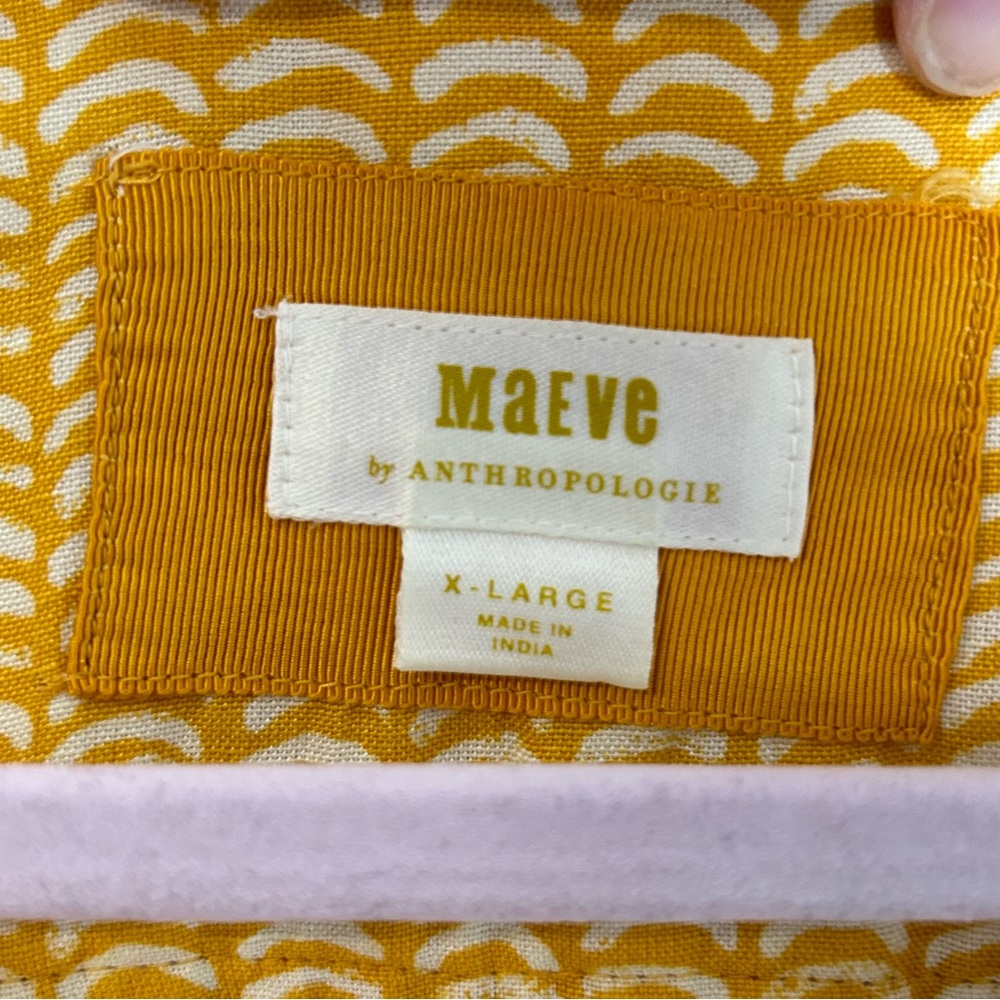 MaEve
by ANTHROPOLOGIE
X-LARGE
MADE IN
INDIA